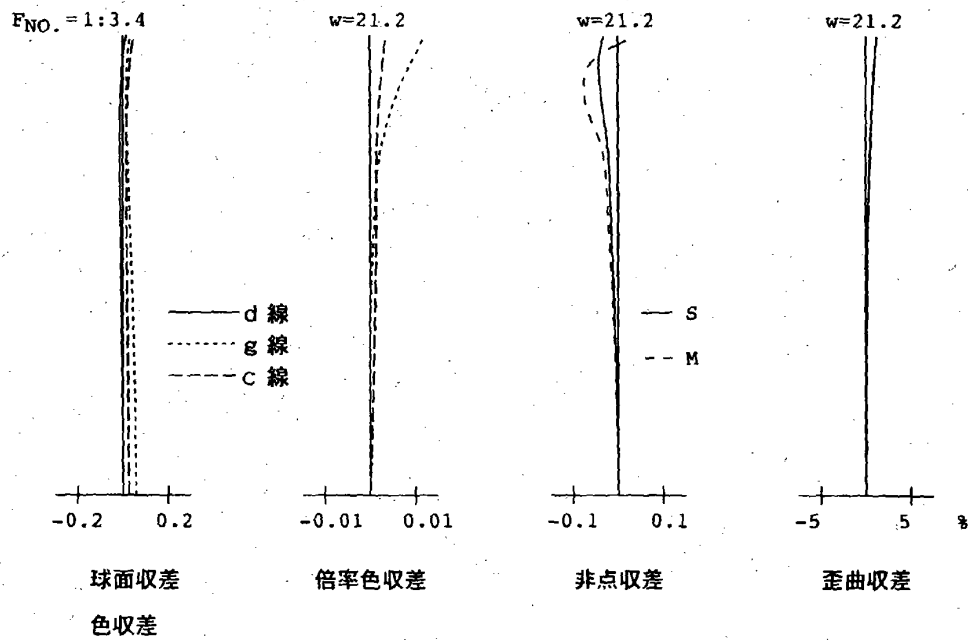 FNO. = 1:3.4
w=21.2
w=21.2
w=21.2
d 線
g 線
C 線
S
M
-0.2 0.2
-0.01 0.01
-0.1 0.1
-5 5 %
球面収差
色収差
倍率色収差
非点収差
歪曲収差